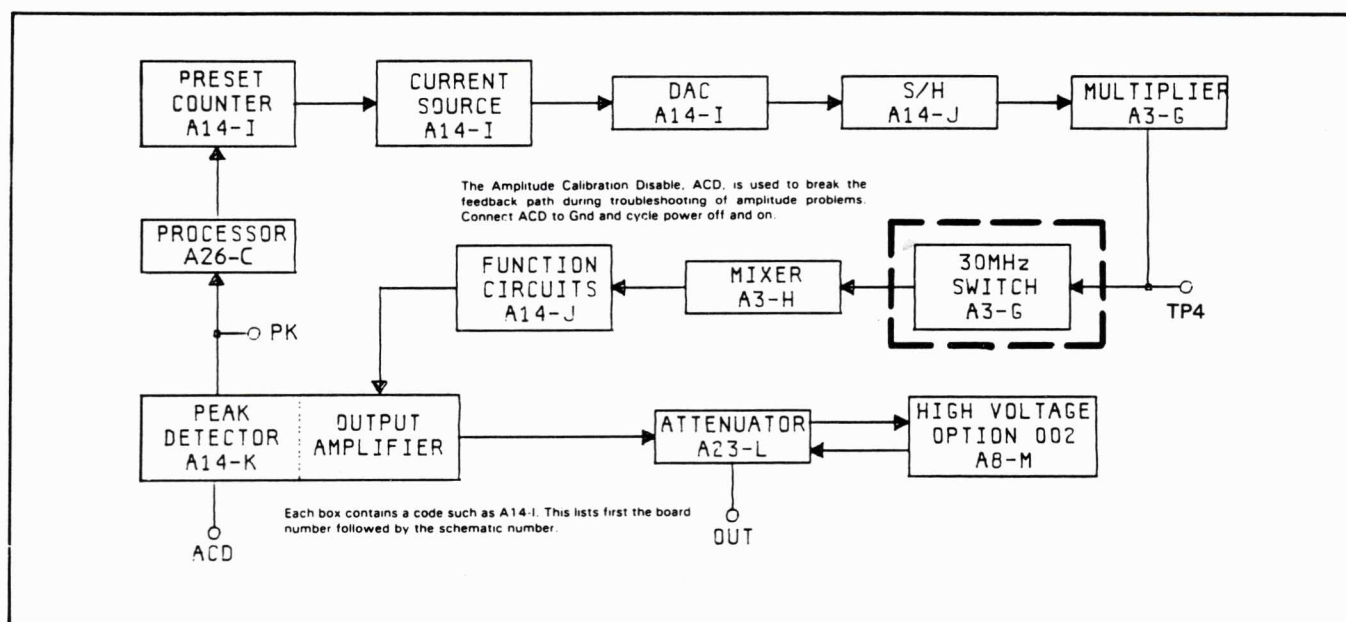 PRESET
COUNTER
A14-I
CURRENT
SOURCE
A14-I
DAC
A14-I
S/H
A14-J
MULTIPLIER
A3-G
The Amplitude Calibration Disable, ACD, is used to break the
feedback path during troubleshooting of amplitude problems.
Connect ACD to Gnd and cycle power off and on.
PROCESSOR
A26-C
FUNCTION
CIRCUITS
A14-J
MIXER
A3-H
30MHz
SWITCH
A3-G
TP4
PK
PEAK
DETECTOR
A14-K
OUTPUT
AMPLIFIER
ATTENUATOR
A23-L
HIGH VOLTAGE
OPTION 002
A8-M
Each box contains a code such as A14-I. This lists first the board
number followed by the schematic number.
ACD
OUT